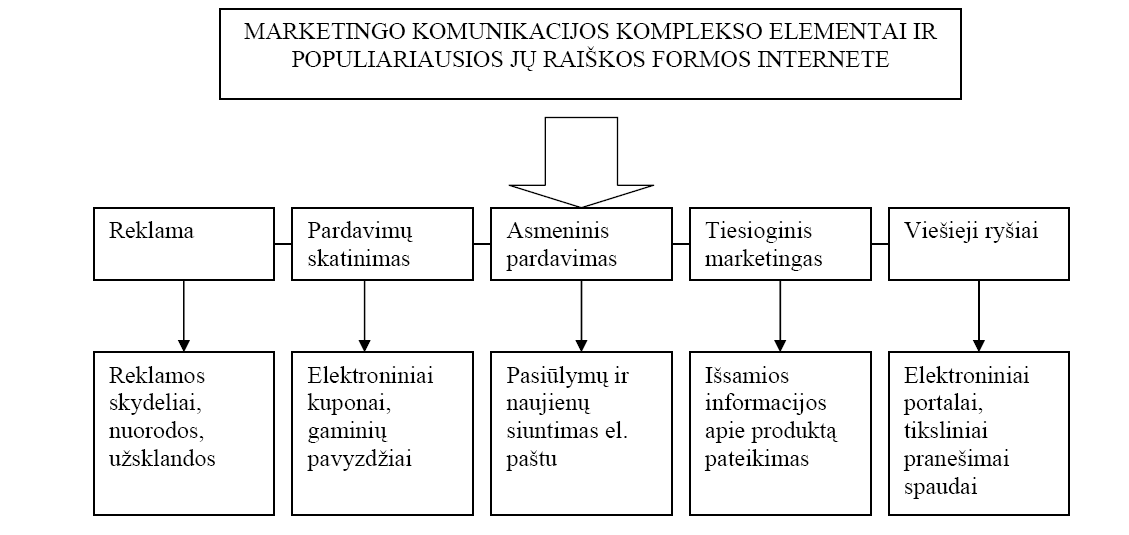 MARKETINGO KOMUNIKACIJOS KOMPLEKSO ELEMENTAI IR
POPULIARIAUSIOS JŲ RAIŠKOS FORMOS INTERNETE
Reklama
Pardavimų
skatinimas
Asmeninis
pardavimas
Tiesioginis
marketingas
Viešieji ryšiai
Reklamos
skydeliai,
nuorodos,
užsklandos
Elektroniniai
kuponai,
gaminių
pavyzdžiai
Pasiūlymų ir
naujienų
siuntimas el.
paštu
Išsamios
informacijos
apie produktą
pateikimas
Elektroniniai
portalai,
tiksliniai
pranešimai
spaudai